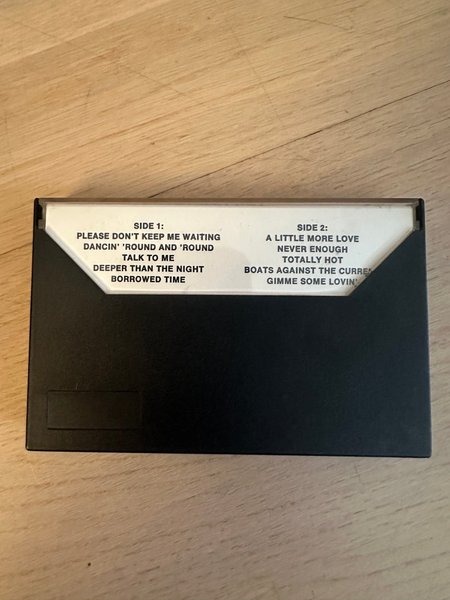 SIDE 1:
PLEASE DON'T KEEP ME WAITING
DANCIN' 'ROUND AND 'ROUND
TALK TO ME
DEEPER THAN THE NIGHT
BORROWED TIME
SIDE 2:
A LITTLE MORE LOVE
NEVER ENOUGH
TOTALLY HOT
BOATS AGAINST THE
GIMME SOME LOVIN'